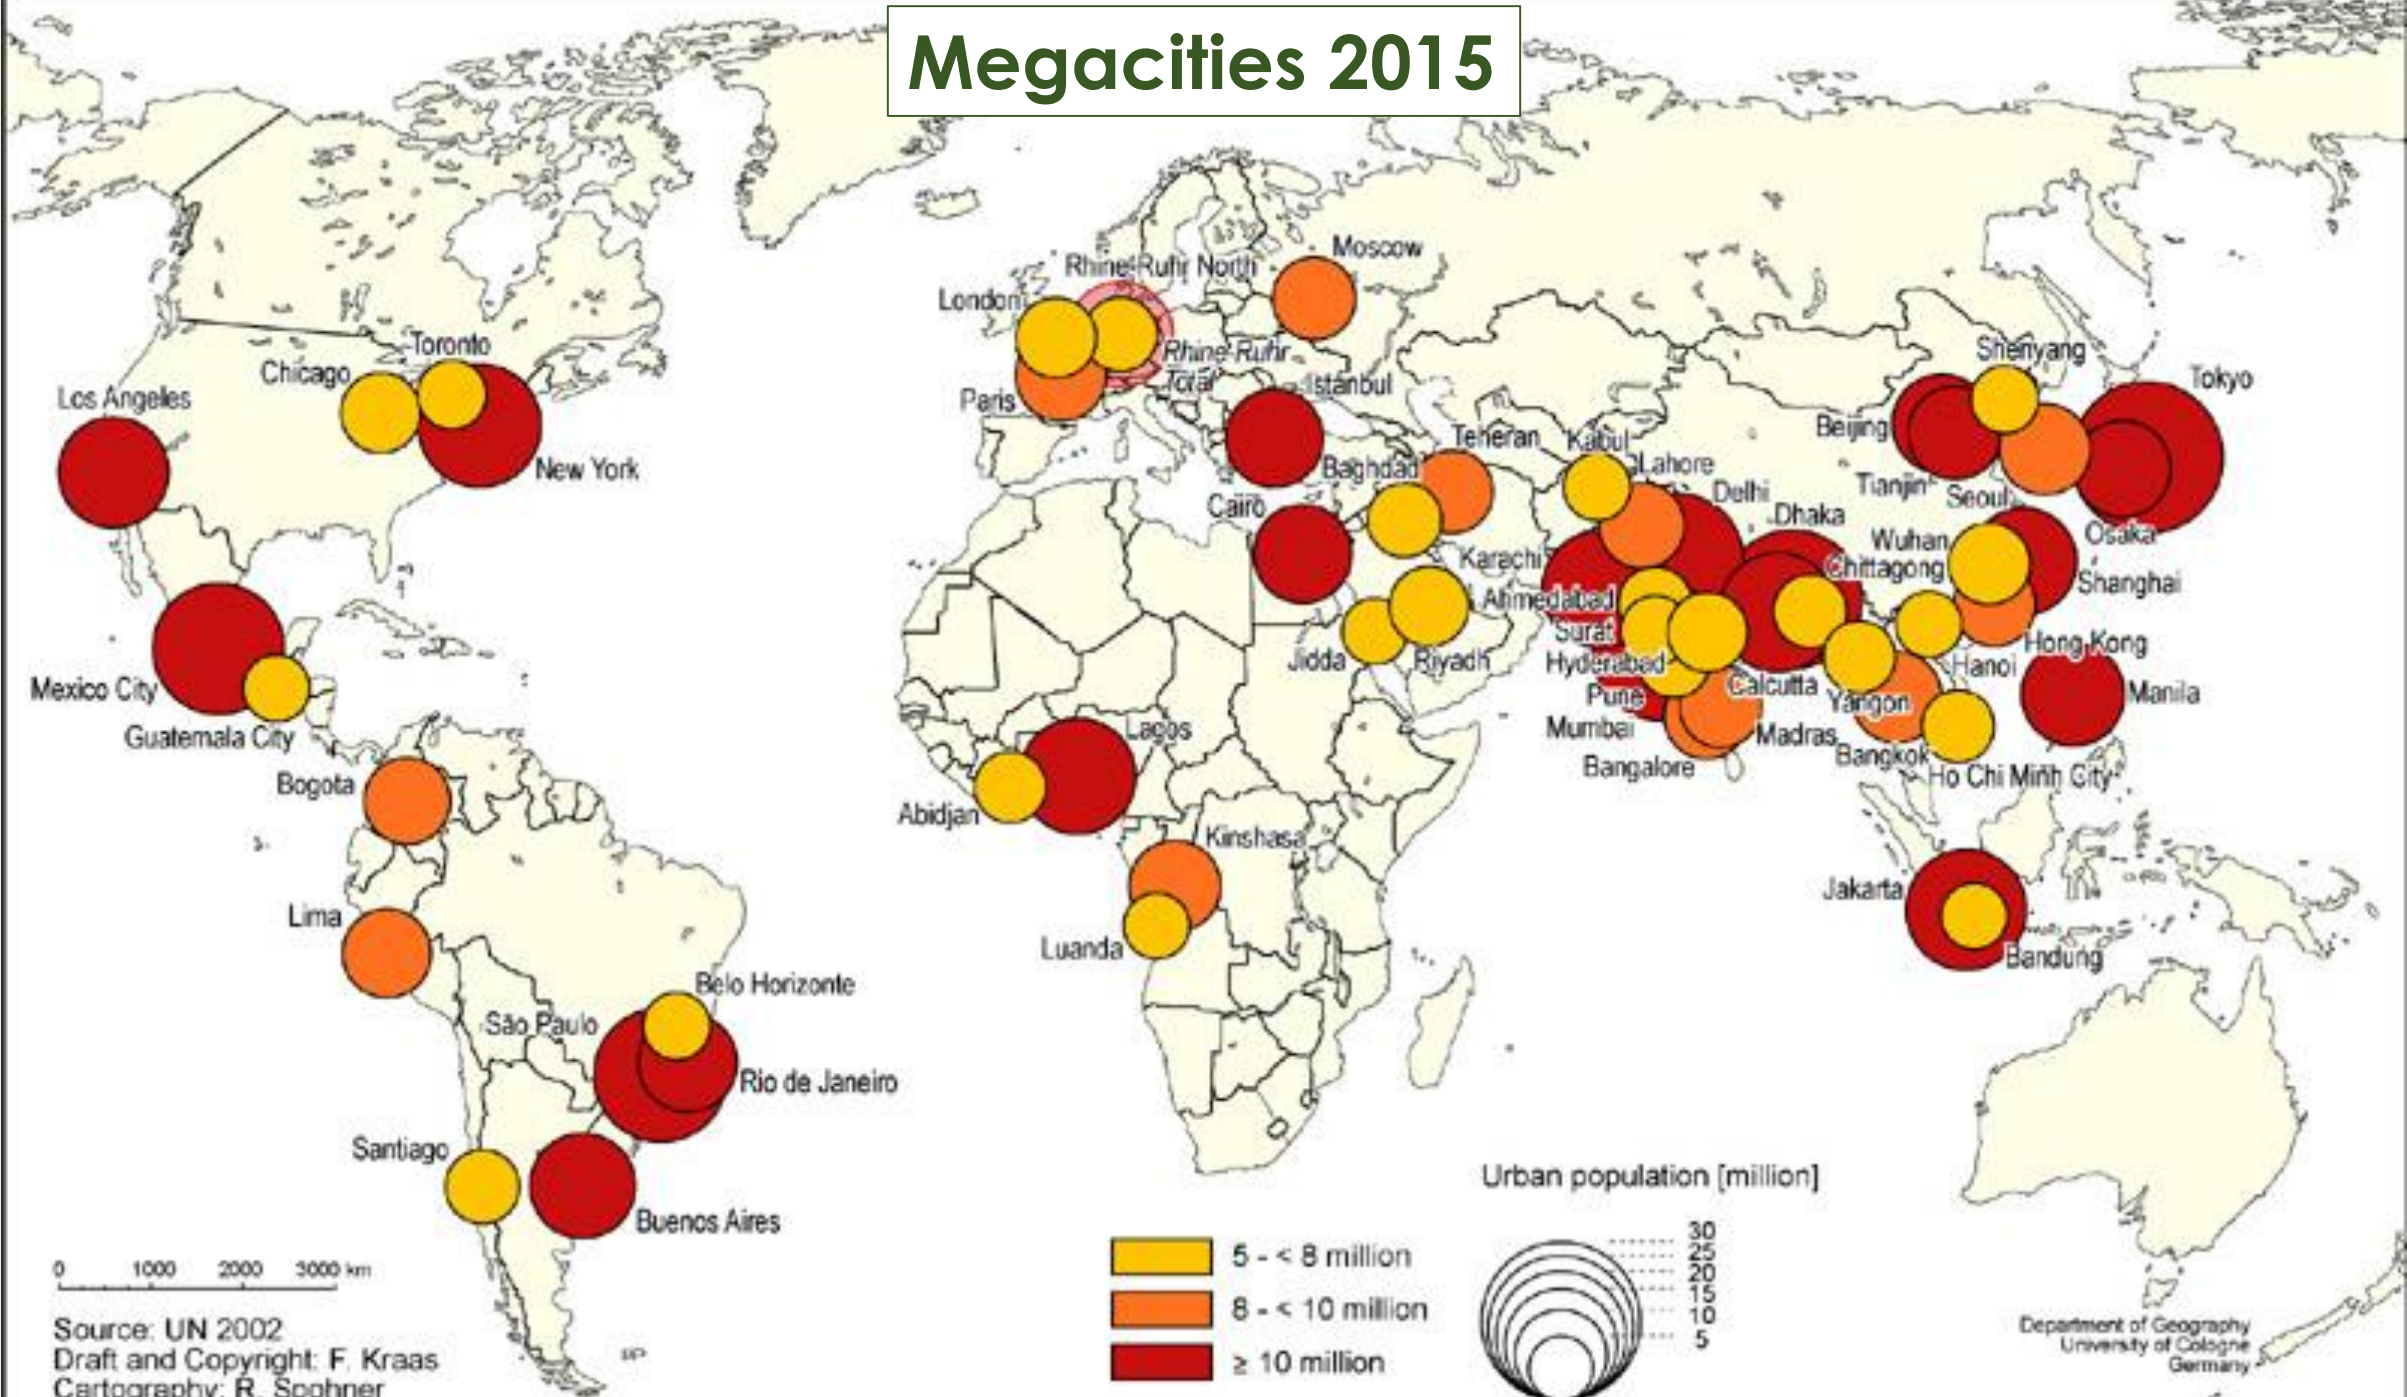 Megacities 2015
Moscow
Rhine-Ruhr North
London
Toronto
Rhine-Ruhr
Total
Shenyang
Chicago
Istanbul
Tokyo
Los Angeles
Paris
Beijing
Teheran
Kabul
New York
Baghdad
Lahore
Tianjin
Seoul
Delhi
Cairo
Dhaka
Osaka
Wuhan
Karachi
Chittagong
Shanghai
Ahmedabad
Surat
Hong Kong
Jidda
Riyadh
Hyderabad
Hanoi
Mexico City
Pune
Calcutta
Yangon
Manila
Guatemala City
Lagos
Mumbai
Madras
Bangkok
Bangalore
Ho Chi Minh City
Bogota
Abidjan
Kinshasa
Jakarta
Lima
Luanda
Bandung
Belo Horizonte
São Paulo
Rio de Janeiro
Santiago
Buenos Aires
Urban population [million]
30
25
20
15
10
5
5 - < 8 million
8 - < 10 million
≥ 10 million
0 1000 2000 3000 km
Source: UN 2002
Draft and Copyright: F. Kraas
Cartography: R. Spohner
Department of Geography
University of Cologne
Germany